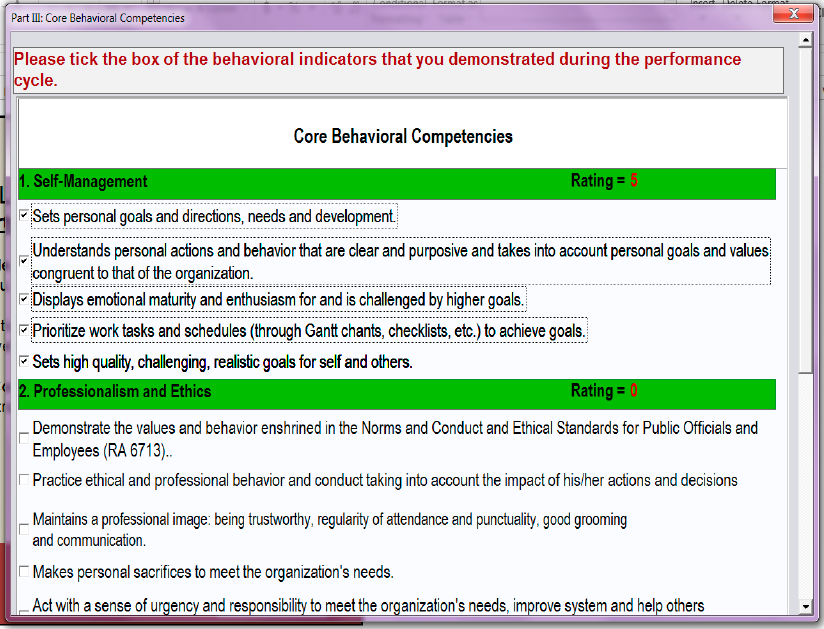 Part III: Core Behavioral Competencies
Please tick the box of the behavioral indicators that you demonstrated during the performance
cycle.
Core Behavioral Competencies
1. Self-Management Rating = 5
Sets personal goals and directions, needs and development.
Understands personal actions and behavior that are clear and purposive and takes into account personal goals and values
congruent to that of the organization.
Displays emotional maturity and enthusiasm for and is challenged by higher goals.
Prioritize work tasks and schedules (through Gantt chants, checklists, etc.) to achieve goals.
Sets high quality, challenging, realistic goals for self and others.
2. Professionalism and Ethics Rating = 0
Demonstrate the values and behavior enshrined in the Norms and Conduct and Ethical Standards for Public Officials and
Employees (RA 6713)..
Practice ethical and professional behavior and conduct taking into account the impact of his/her actions and decisions
Maintains a professional image: being trustworthy, regularity of attendance and punctuality, good grooming
and communication.
Makes personal sacrifices to meet the organization's needs.
Act with a sense of urgency and responsibility to meet the organization's needs, improve system and help others